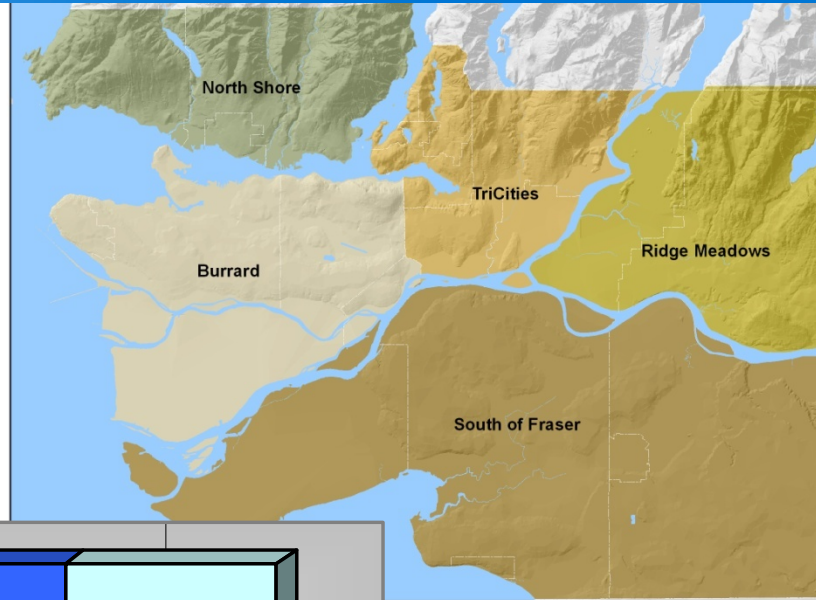 North Shore
TriCities
Ridge Meadows
Burrard
South of Fraser